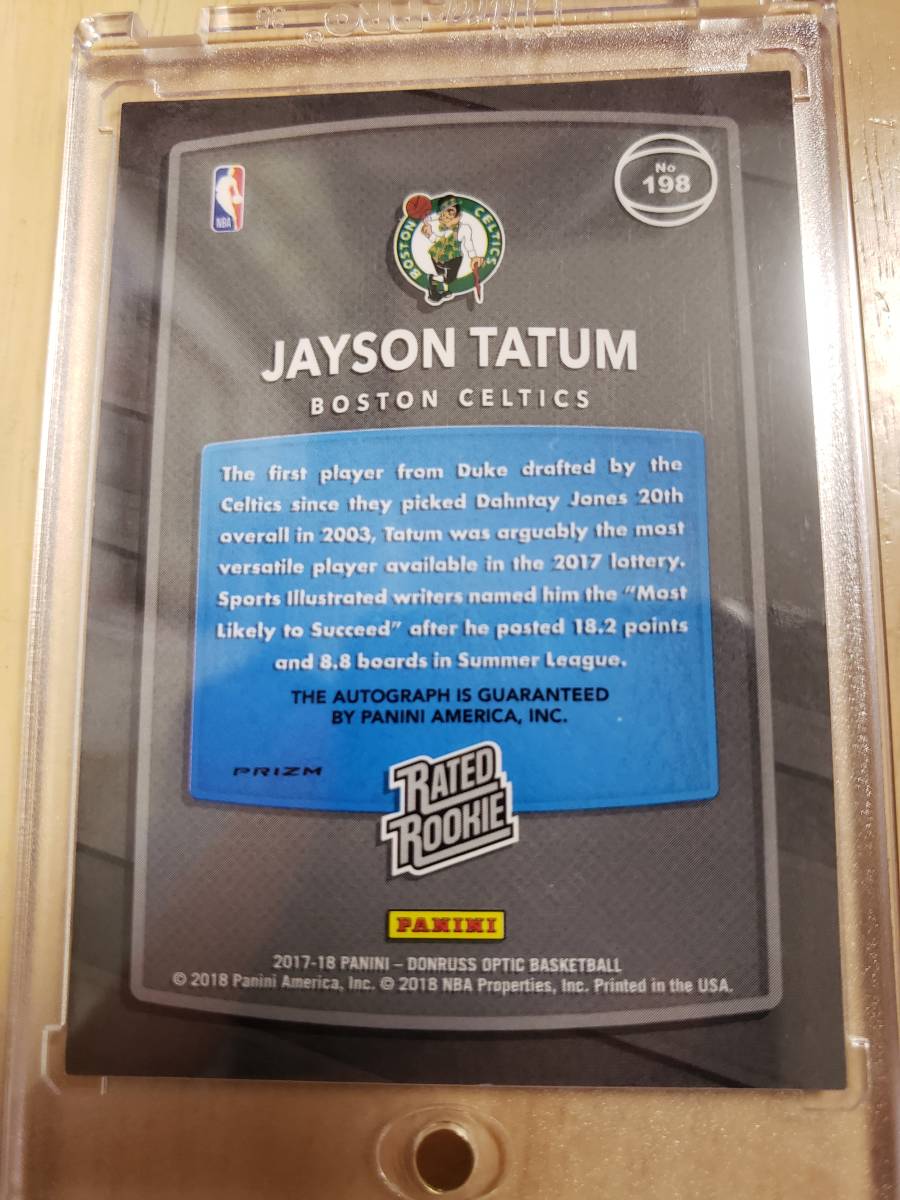 ULTRA PRO®
NBA
No
198
BOSTON CELTICS
JAYSON TATUM
BOSTON CELTICS
The first player from Duke drafted by the
Celtics since they picked Dahntay Jones 20th
overall in 2003, Tatum was arguably the most
versatile player available in the 2017 lottery.
Sports Illustrated writers named him the "Most
Likely to Succeed" after he posted 18.2 points
and 8.8 boards in Summer League.
THE AUTOGRAPH IS GUARANTEED
BY PANINI AMERICA, INC.
PRIZM
RATED
ROOKIE
PANINI
2017-18 PANINI – DONRUSS OPTIC BASKETBALL
© 2018 Panini America, Inc. © 2018 NBA Properties, Inc. Printed in the USA.